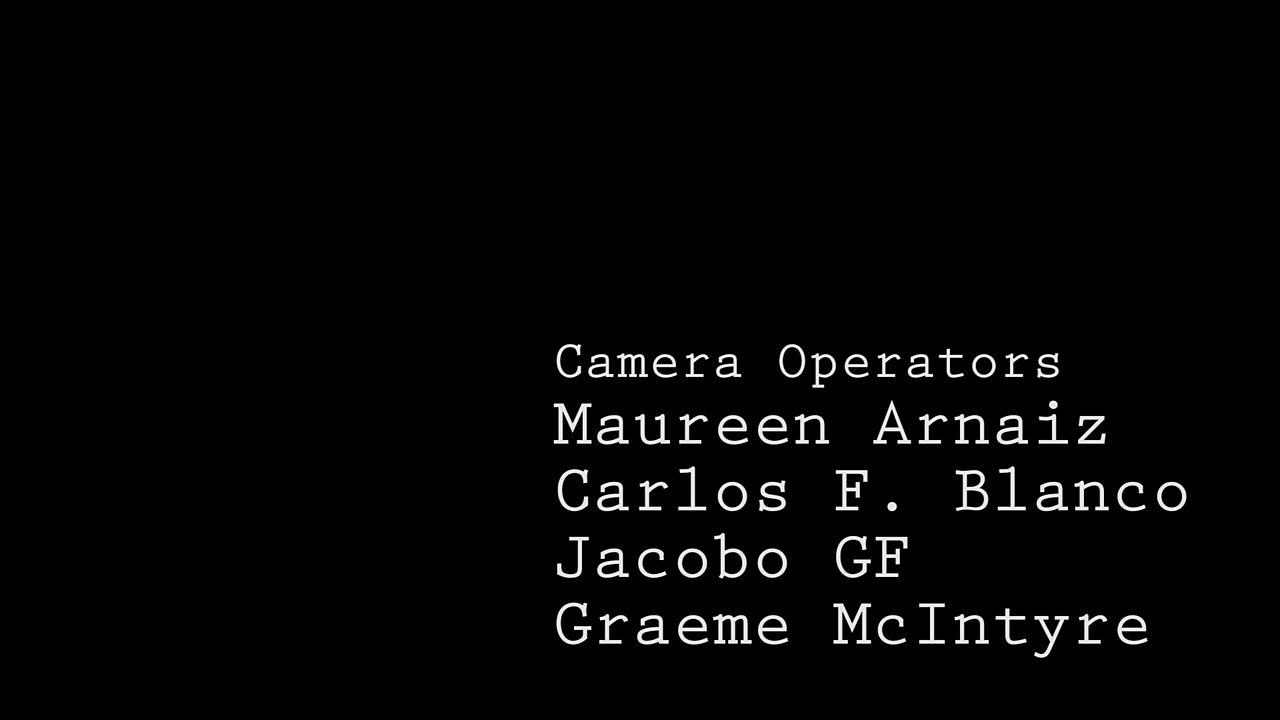 Camera Operators
Maureen Arnaiz
Carlos F. Blanco
Jacobo GF
Graeme McIntyre